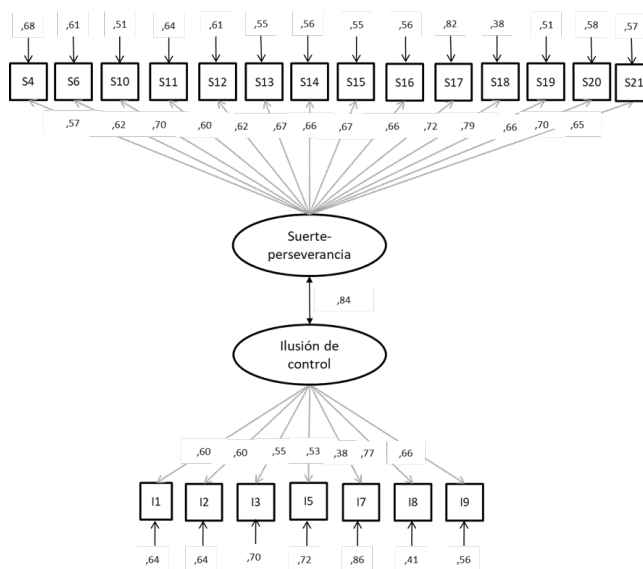 ,68 ,61 ,51 ,64 ,61 ,55 ,56 ,55 ,56 ,82 ,38 ,51 ,58 ,57
S4 S6 S10 S11 S12 S13 S14 S15 S16 S17 S18 S19 S20 S21
,57 ,62 ,70 ,60 ,62 ,67 ,66 ,67 ,66 ,72 ,79 ,66 ,70 ,65
Suerte-
perseverancia
,84
Ilusión de
control
,60 ,60 ,55 ,53 ,38 ,77 ,66
I1 I2 I3 I5 I7 I8 I9
,64 ,64 ,70 ,72 ,86 ,41 ,56